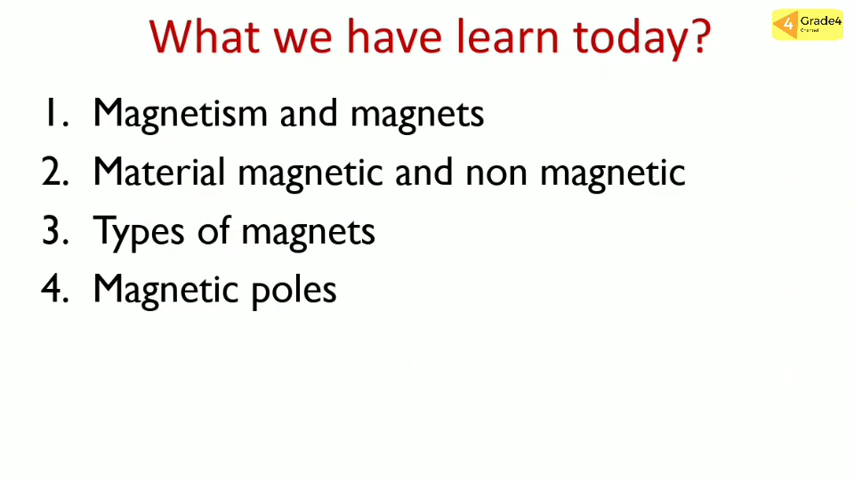 What we have learn today?
4 Grade4
Channel
1. Magnetism and magnets
2. Material magnetic and non magnetic
3. Types of magnets
4. Magnetic poles